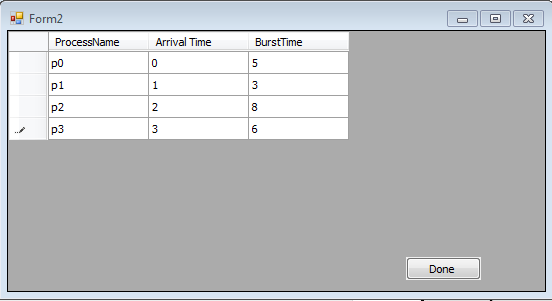 Form2
ProcessName Arrival Time BurstTime
p0 0 5
p1 1 3
p2 2 8
p3 3 6
Done